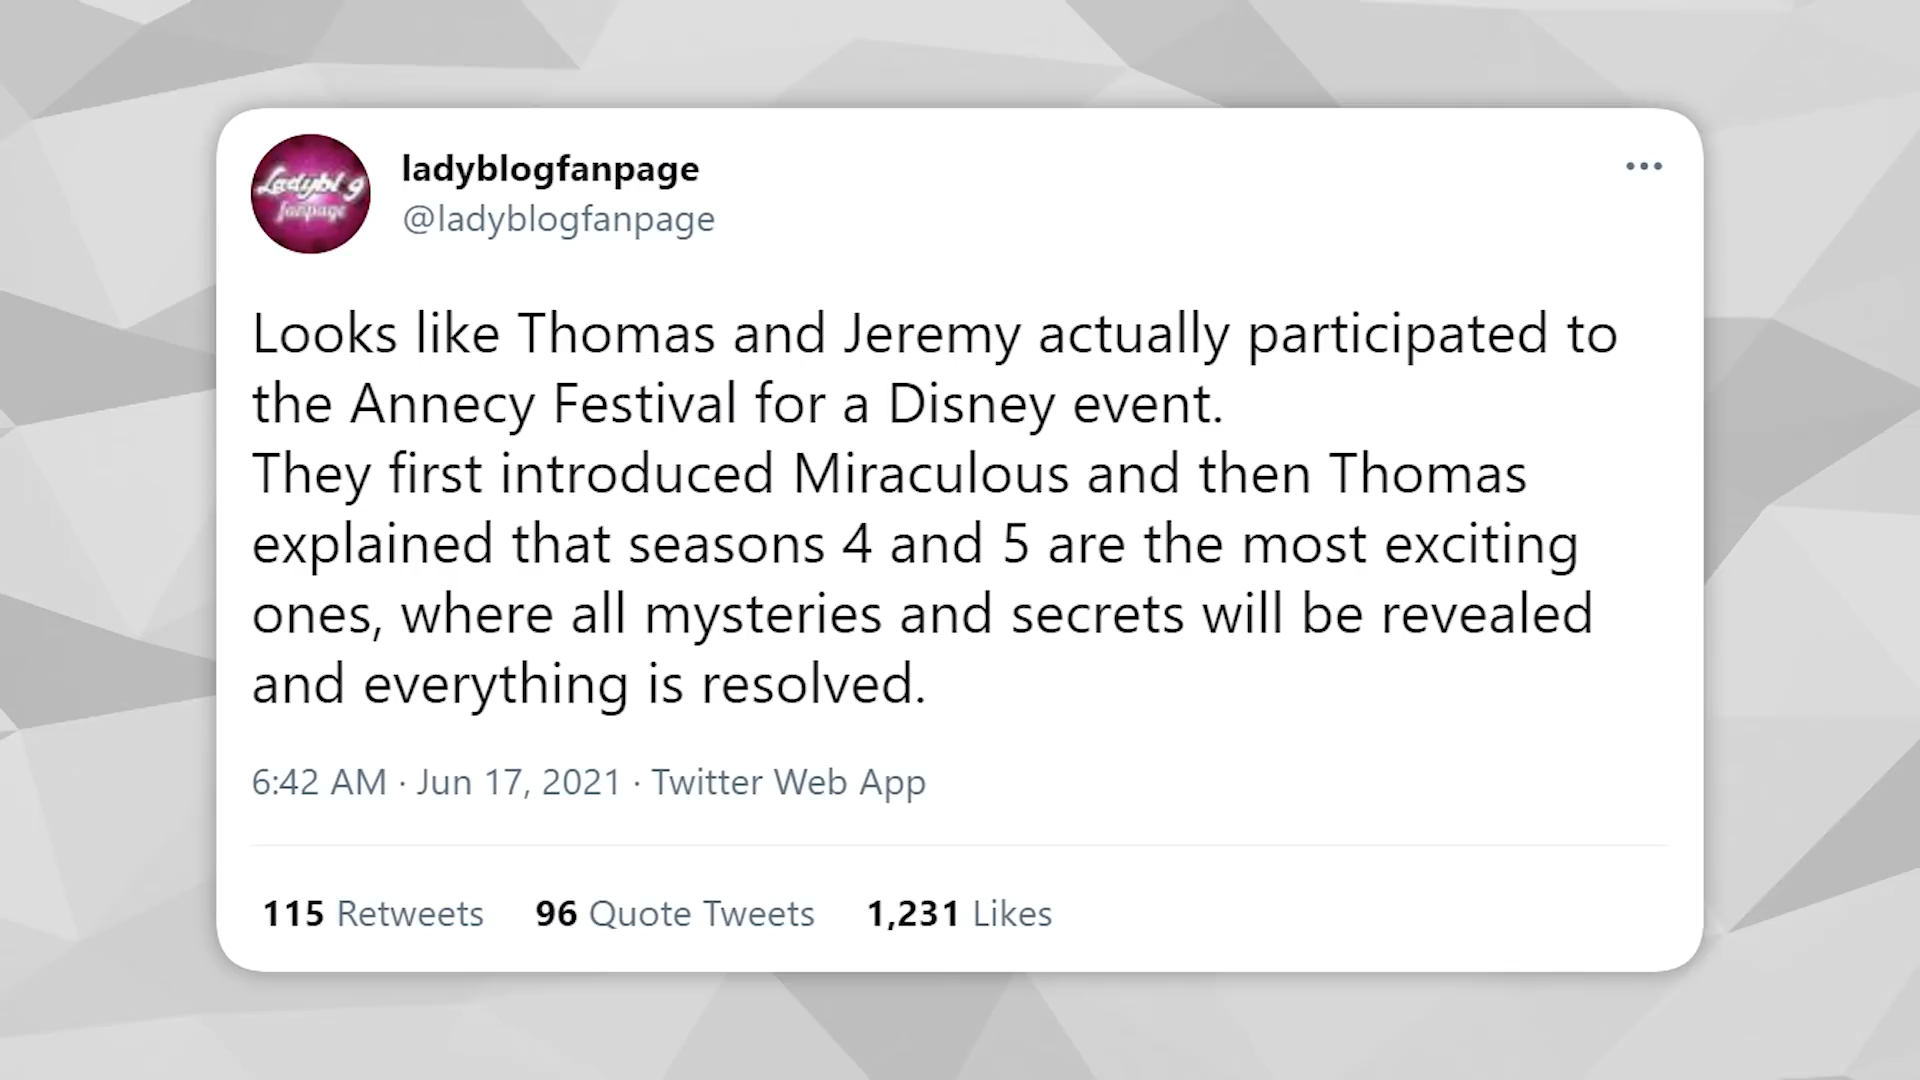 Ladybl g
fanpage
ladyblogfanpage
@ladyblogfanpage
Looks like Thomas and Jeremy actually participated to
the Annecy Festival for a Disney event.
They first introduced Miraculous and then Thomas
explained that seasons 4 and 5 are the most exciting
ones, where all mysteries and secrets will be revealed
and everything is resolved.
6:42 AM · Jun 17, 2021 · Twitter Web App
115 Retweets 96 Quote Tweets 1,231 Likes